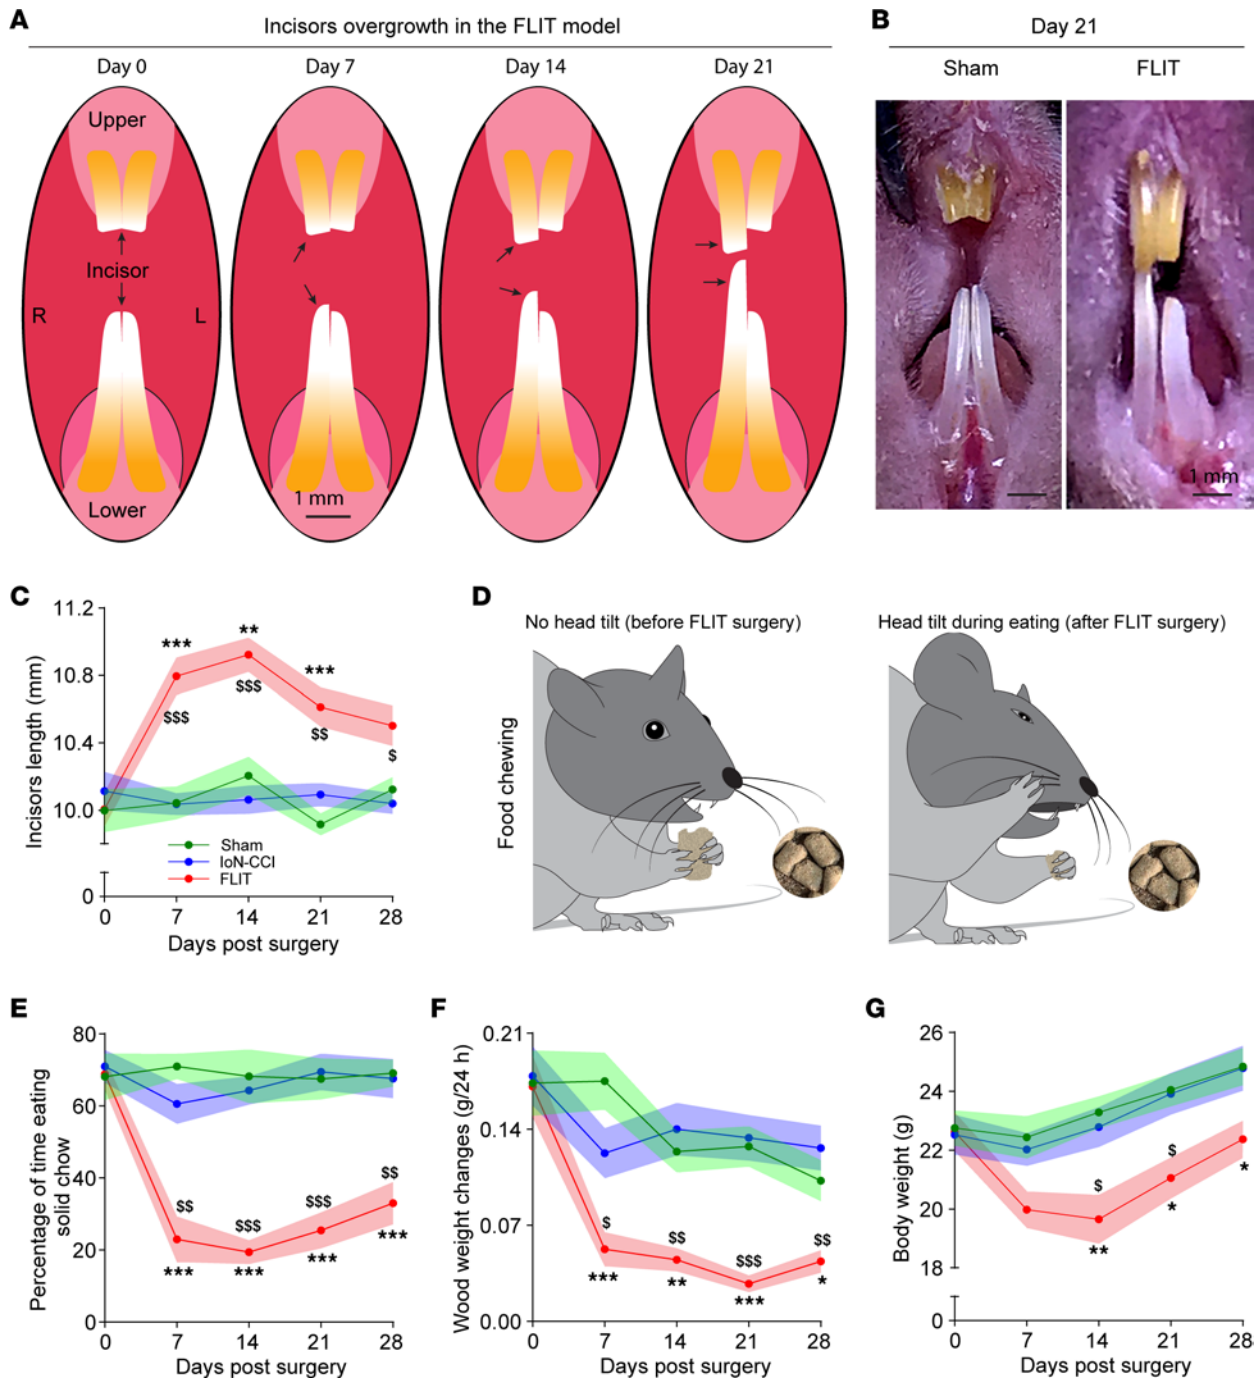 A
Incisors overgrowth in the FLIT model
Day 0
Day 7
Day 14
Day 21
Upper
Incisor
R
L
Lower
1 mm
B
Day 21
Sham
FLIT
1 mm
C
Incisors length (mm)
11.2
10.8
10.4
10.0
0
***
**
***
$$$
$$$
$$
$
Sham
IoN-CCI
FLIT
0
7
14
21
28
Days post surgery
D
No head tilt (before FLIT surgery)
Head tilt during eating (after FLIT surgery)
Food chewing
E
Percentage of time eating
solid chow
80
60
40
20
0
$$
$$$
$$$
$$
***
***
***
***
0
7
14
21
28
Days post surgery
F
Wood weight changes (g/24 h)
0.21
0.14
0.07
0.00
$
$$
$$$
$$
***
**
***
*
0
7
14
21
28
Days post surgery
G
Body weight (g)
26
24
22
20
18
0
$
$
**
*
*
0
7
14
21
28
Days post surgery